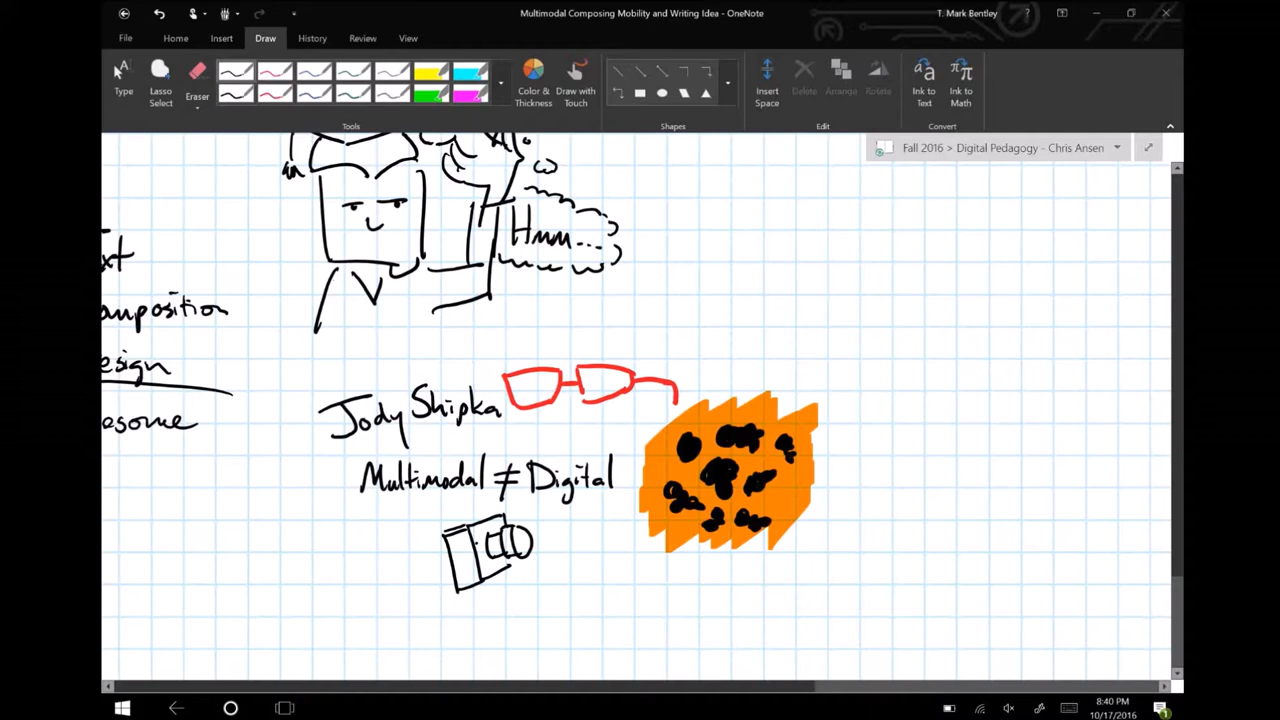 Multimodal Composing Mobility and Writing Idea - OneNote
T. Mark Bentley
File Home Insert Draw History Review View
Type
Lasso Select
Eraser
Color & Thickness
Draw with Touch
Insert Space
Delete
Arrange
Rotate
Ink to Text
Ink to Math
Tools
Shapes
Edit
Convert
Fall 2016 > Digital Pedagogy - Chris Ansen
Hmm...
xt
omposition
esign
esome
Jody Shipka
Multimodal ≠ Digital
8:40 PM
10/17/2016